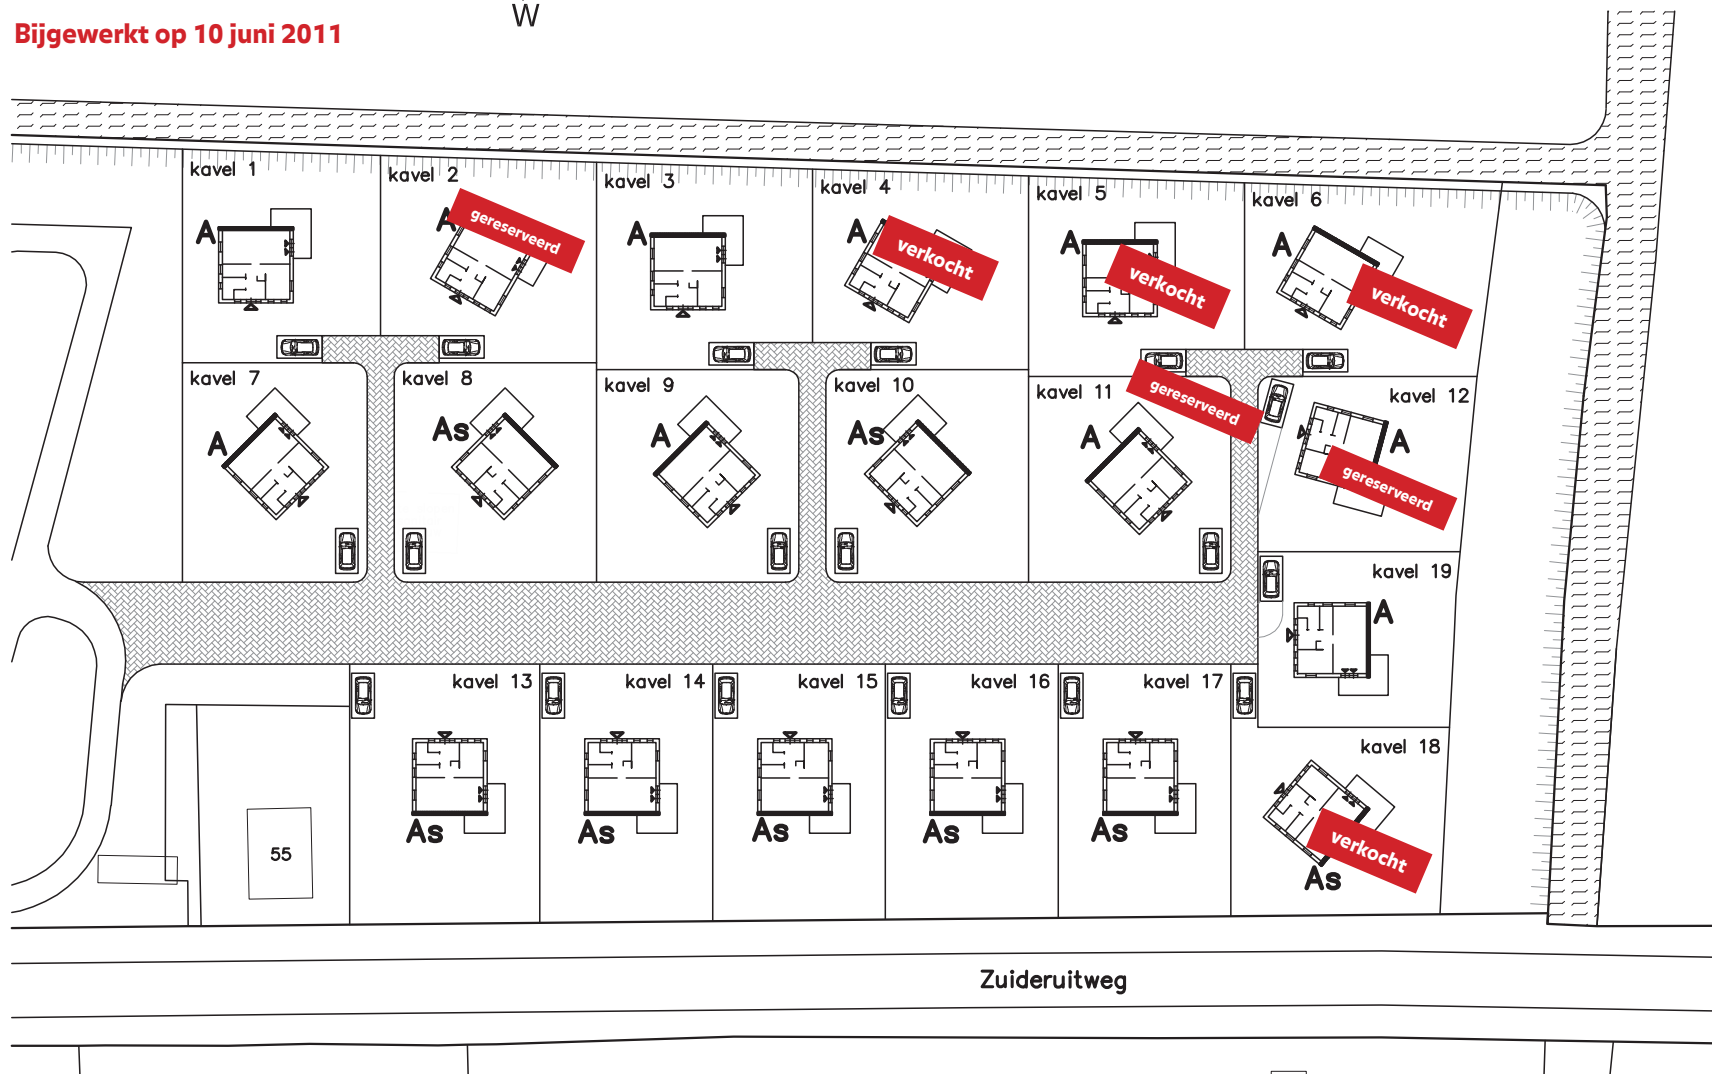 W
Bijgewerkt op 10 juni 2011
kavel 1
A
kavel 2
A
gereserveerd
kavel 3
A
kavel 4
A
verkocht
kavel 5
A
verkocht
kavel 6
A
verkocht
kavel 7
A
kavel 8
As
kavel 9
A
kavel 10
As
kavel 11
A
gereserveerd
kavel 12
A
gereserveerd
kavel 19
A
kavel 13
As
kavel 14
As
kavel 15
As
kavel 16
As
kavel 17
As
kavel 18
As
verkocht
55
Zuideruitweg